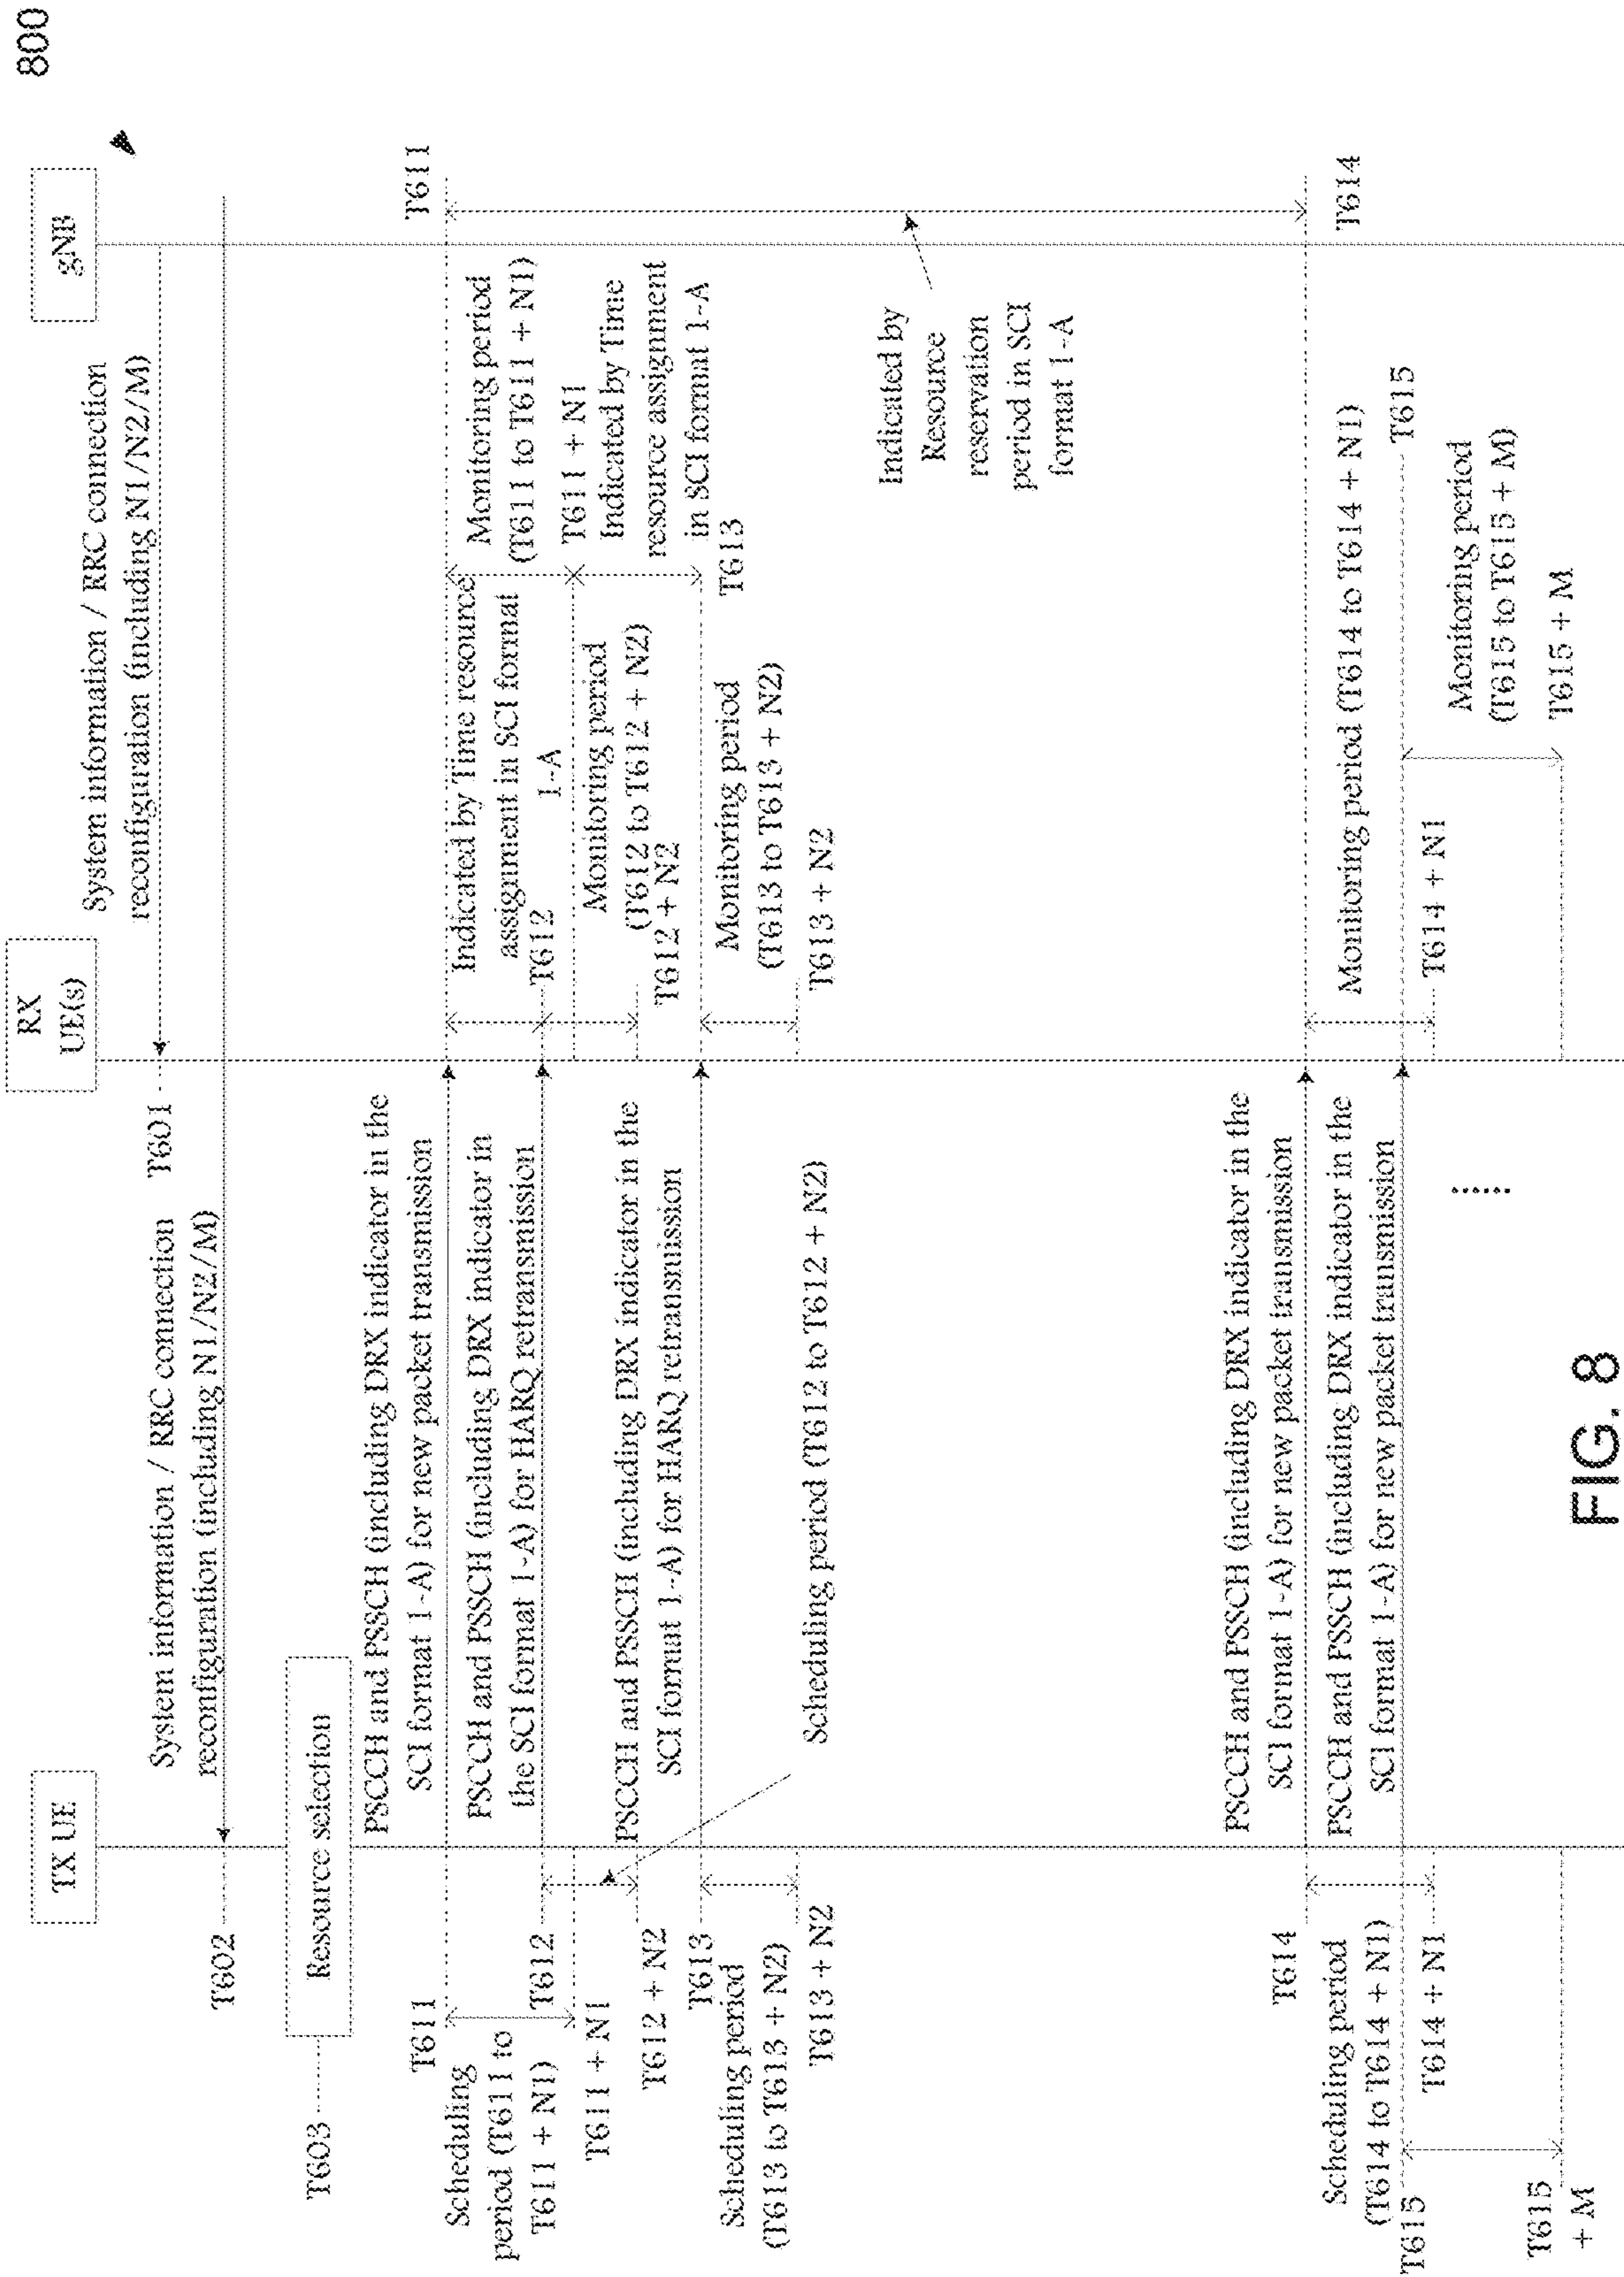 800
TX UE
RX
UE(s)
gNB
System information / RRC connection
reconfiguration (including N1/N2/M)
T601
System information / RRC connection
reconfiguration (including N1/N2/M)
T602
T603
Resource selection
T611
PSCCH and PSSCH (including DRX indicator in the
SCI format 1-A) for new packet transmission
T611
Scheduling
period (T611 to
T611 + N1)
Indicated by Time resource
assignment in SCI format
1-A
Monitoring period
(T611 to T611 + N1)
T612
PSCCH and PSSCH (including DRX indicator in
the SCI format 1-A) for HARQ retransmission
T612
T611 + N1
T611 + N1
Indicated by Time
resource assignment
in SCI format 1-A
Monitoring period
(T612 to T612 + N2)
T612 + N2
T612 + N2
Scheduling period (T612 to T612 + N2)
T613
PSCCH and PSSCH (including DRX indicator in the
SCI format 1-A) for HARQ retransmission
T613
Scheduling period
(T613 to T613 + N2)
Monitoring period
(T613 to T613 + N2)
T613 + N2
T613 + N2
Indicated by
Resource
reservation
period in SCI
format 1-A
T614
PSCCH and PSSCH (including DRX indicator in the
SCI format 1-A) for new packet transmission
T614
Scheduling period
(T614 to T614 + N1)
Monitoring period (T614 to T614 + N1)
T615
PSCCH and PSSCH (including DRX indicator in the
SCI format 1-A) for new packet transmission
T615
T614 + N1
T614 + N1
Monitoring period
(T615 to T615 + M)
T615
+ M
T615 + M
FIG. 8